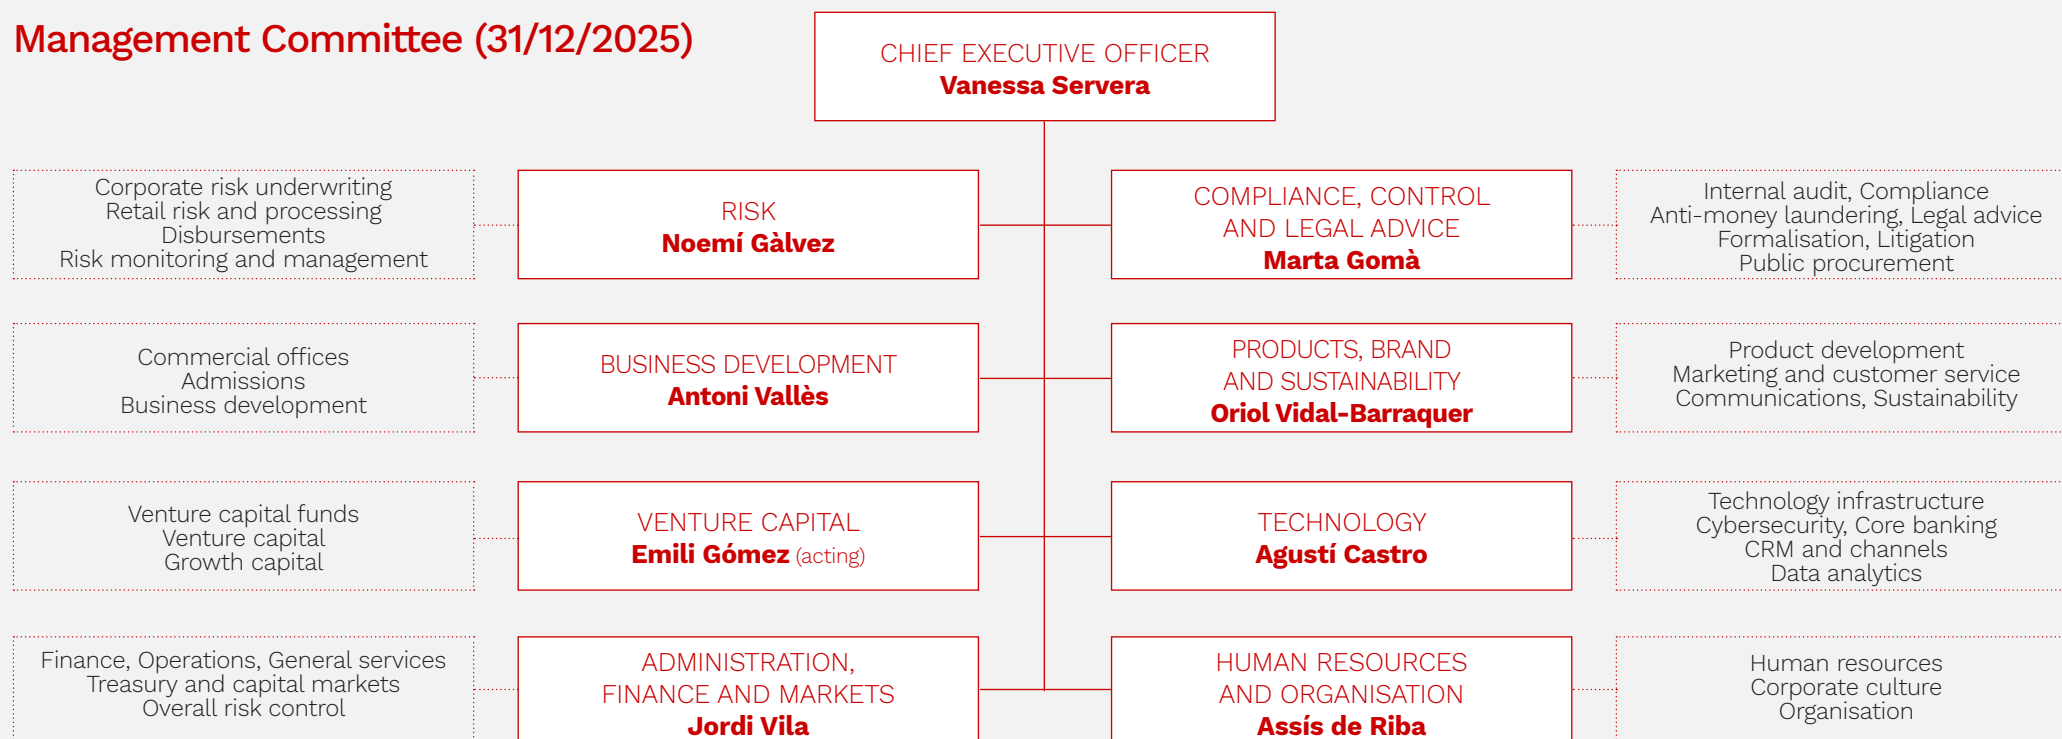 Management Committee (31/12/2025)
CHIEF EXECUTIVE OFFICER
Vanessa Servera
Corporate risk underwriting
Retail risk and processing
Disbursements
Risk monitoring and management
RISK
Noemí Gàlvez
COMPLIANCE, CONTROL
AND LEGAL ADVICE
Marta Gomà
Internal audit, Compliance
Anti-money laundering, Legal advice
Formalisation, Litigation
Public procurement
Commercial offices
Admissions
Business development
BUSINESS DEVELOPMENT
Antoni Vallès
PRODUCTS, BRAND
AND SUSTAINABILITY
Oriol Vidal-Barraquer
Product development
Marketing and customer service
Communications, Sustainability
Venture capital funds
Venture capital
Growth capital
VENTURE CAPITAL
Emili Gómez (acting)
TECHNOLOGY
Agustí Castro
Technology infrastructure
Cybersecurity, Core banking
CRM and channels
Data analytics
Finance, Operations, General services
Treasury and capital markets
Overall risk control
ADMINISTRATION,
FINANCE AND MARKETS
Jordi Vila
HUMAN RESOURCES
AND ORGANISATION
Assís de Riba
Human resources
Corporate culture
Organisation